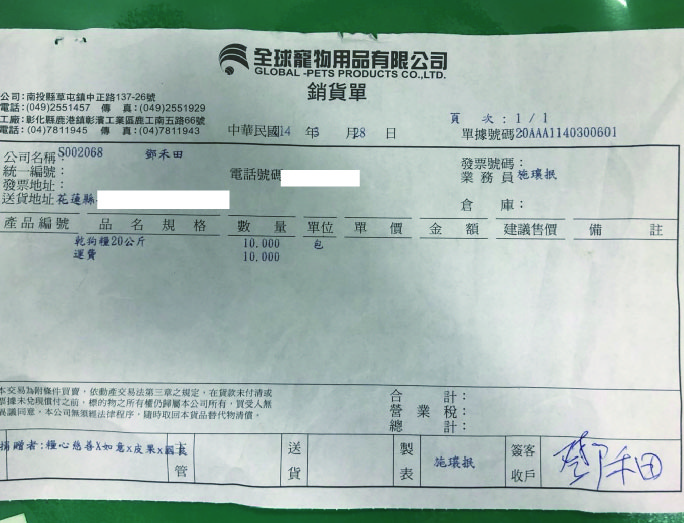 全球寵物用品有限公司
GLOBAL -PETS PRODUCTS CO.,LTD.
銷貨單
公司：南投縣草屯鎮中正路137-26號
電話：(049)2551457 傳 真：(049)2551929
工廠：彰化縣鹿港鎮彰濱工業區鹿工南五路66號
電話：(04)7811945 傳 真：(04)7811943
中華民國114 年 3 月 28 日
頁 次：1 / 1
單據號碼20AAA1140300601
公司名稱：S002068 鄧禾田
統一編號：
電話號碼
發票地址：
送貨地址：花蓮縣
發票號碼：
業務員：施瓌抿
倉 庫：
產品編號 品名規格 數量 單位 單價 金額 建議售價 備註
乾狗糧20公斤 10.000 包
運費 10.000
本交易為附條件買賣，依動產交易法第三章之規定，在貸款未付清或
票據未兌現償付之前，標的物之所有權仍歸屬本公司所有，買受人無
異議同意，本公司無須經法律程序，隨時取回本貨品替代物清償。
合 計：
營 業 稅：
總 計：
捐贈者：糧心慈善X如意x皮果x國長
主管
送貨
製表
施瓌抿
客戶簽收
鄧禾田